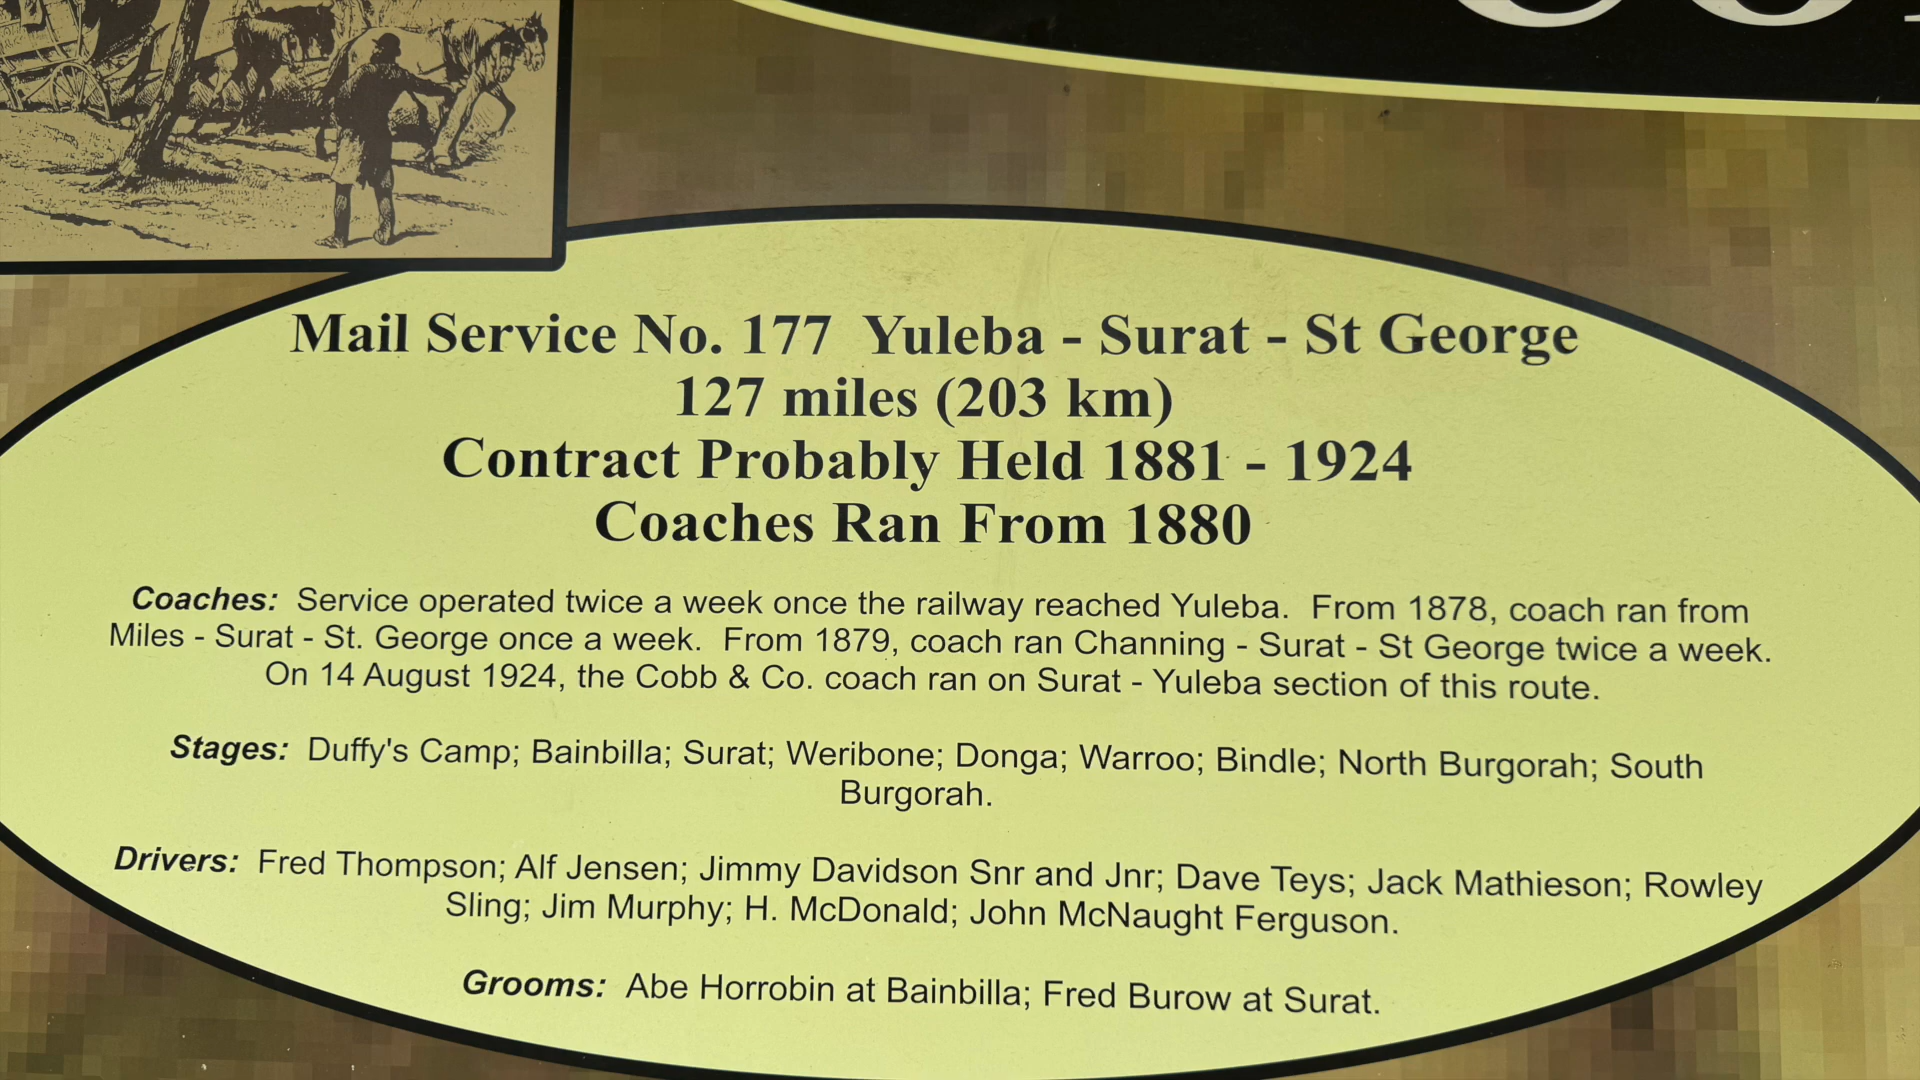 Mail Service No. 177 Yuleba - Surat - St George
127 miles (203 km)
Contract Probably Held 1881 - 1924
Coaches Ran From 1880
Coaches: Service operated twice a week once the railway reached Yuleba. From 1878, coach ran from
Miles - Surat - St. George once a week. From 1879, coach ran Channing - Surat - St George twice a week.
On 14 August 1924, the Cobb & Co. coach ran on Surat - Yuleba section of this route.
Stages: Duffy's Camp; Bainbilla; Surat; Weribone; Donga; Warroo; Bindle; North Burgorah; South
Burgorah.
Drivers: Fred Thompson; Alf Jensen; Jimmy Davidson Snr and Jnr; Dave Teys; Jack Mathieson; Rowley
Sling; Jim Murphy; H. McDonald; John McNaught Ferguson.
Grooms: Abe Horrobin at Bainbilla; Fred Burow at Surat.